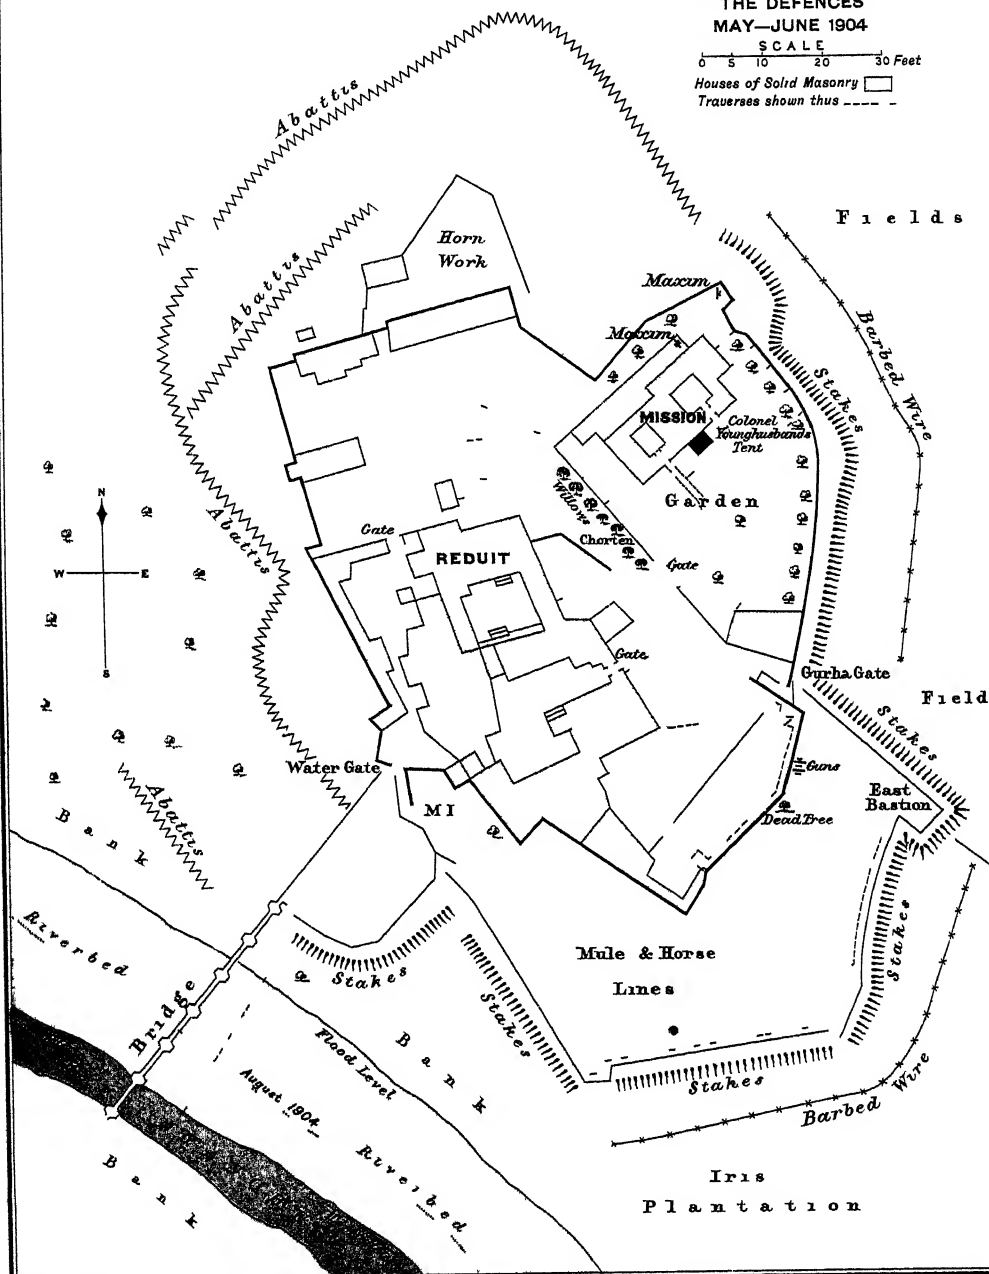 THE DEFENCES
MAY—JUNE 1904
SCALE
0 5 10 20 30 Feet
Houses of Solid Masonry
Traverses shown thus
Abattis
Fields
Horn
Work
Abattis
Maxim
Maxim
Barbed Wire
Stakes
MISSION
Colonel
Younghusbands
Tent
Garden
Willows
Abattis
N
W
E
S
Gate
REDUIT
Chorten
Gate
Gate
Gurha Gate
Field
Stakes
Water Gate
Guns
East
Bastion
M I
Dead Tree
Abattis
Bank
Riverbed
Stakes
Stakes
Mule & Horse
Lines
Stakes
Bridge
Flood Level
August 1904
Bank
Stakes
Barbed Wire
Bank
Riverbed
Iris
Plantation